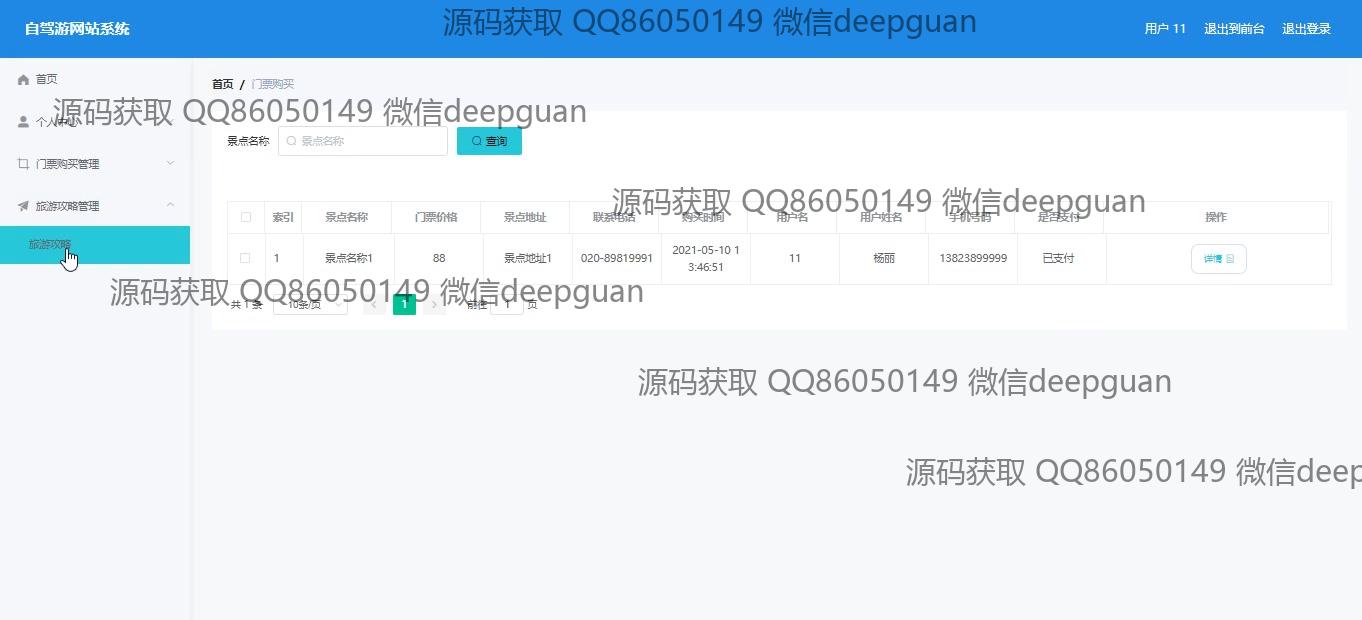 自驾游网站系统
源码获取 QQ86050149 微信deepguan
用户 11 退出到前台 退出登录
首页
首页 / 门票购买
源码获取 QQ86050149 微信deepguan
个人中心
景点名称 景点名称 查询
门票购买管理
源码获取 QQ86050149 微信deepguan
旅游攻略管理
索引 景点名称 门票价格 景点地址 联系电话 购买时间 用户名 用户姓名 手机号码 是否支付 操作
旅游攻略
1 景点名称1 88 景点地址1 020-89819991 2021-05-10 1
3:46:51 11 杨丽 13823899999 已支付 详情
源码获取 QQ86050149 微信deepguan
共 1 条 10条/页 1 前往 1 页
源码获取 QQ86050149 微信deepguan
源码获取 QQ86050149 微信deep